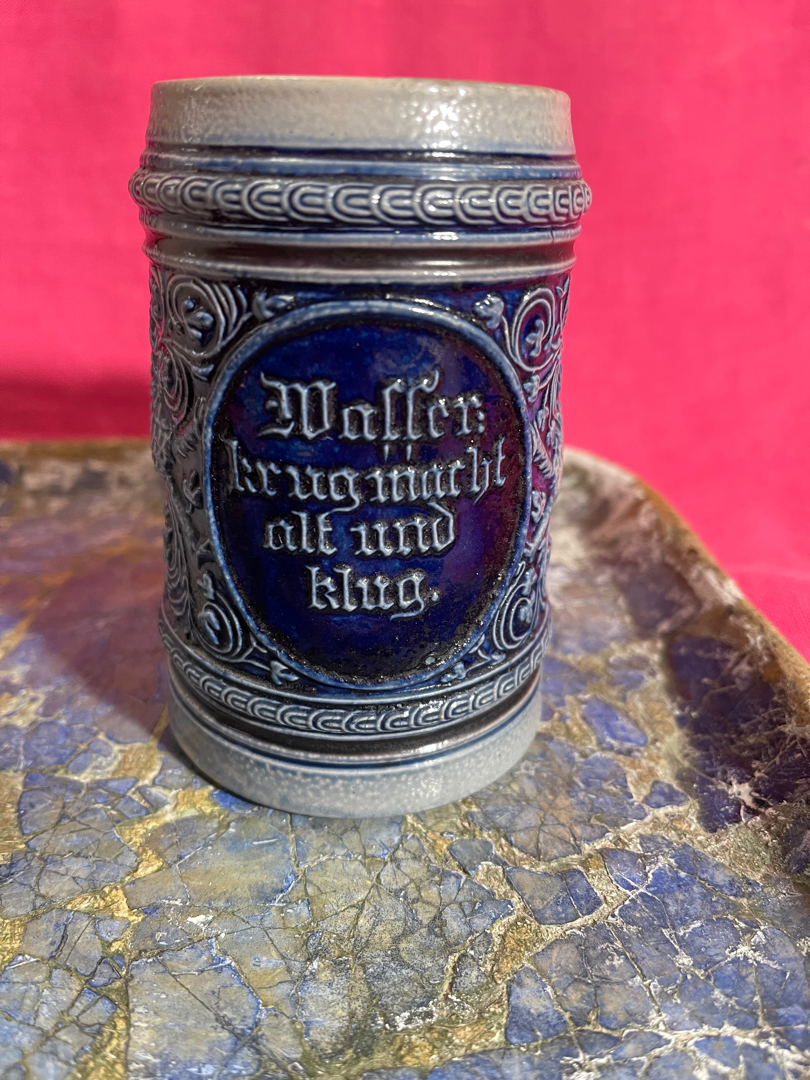 Waſſer:
krug macht
alt und
klug.